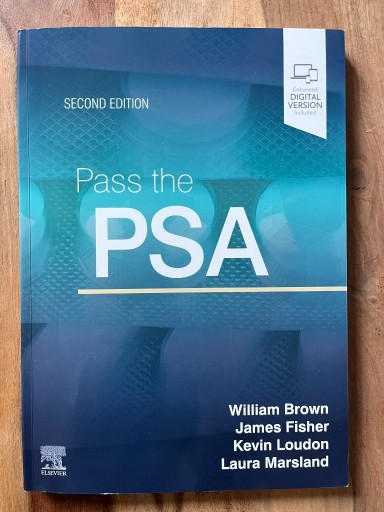 Enhanced
DIGITAL
VERSION
Included
SECOND EDITION
Pass the
PSA
William Brown
James Fisher
Kevin Loudon
Laura Marsland
ELSEVIER